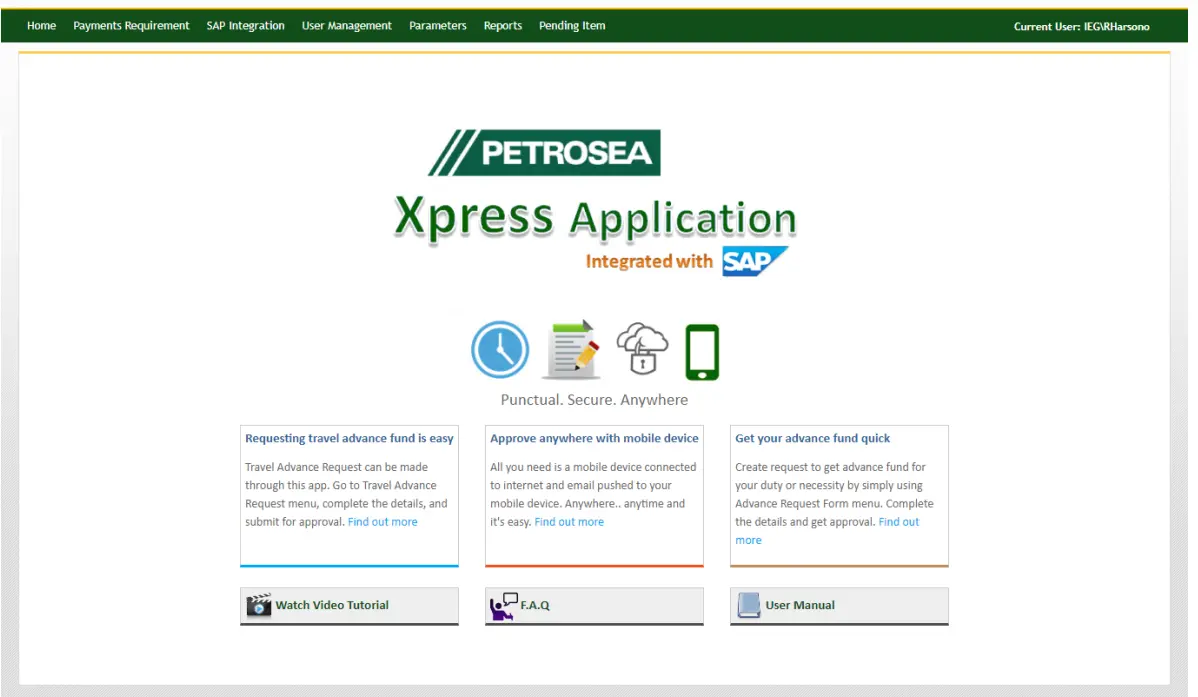 Home Payments Requirement SAP Integration User Management Parameters Reports Pending Item Current User: IEG\RHarsono
PETROSEA
Xpress Application
Integrated with SAP
Punctual. Secure. Anywhere
Requesting travel advance fund is easy
Travel Advance Request can be made
through this app. Go to Travel Advance
Request menu, complete the details, and
submit for approval. Find out more
Approve anywhere with mobile device
All you need is a mobile device connected
to internet and email pushed to your
mobile device. Anywhere.. anytime and
it's easy. Find out more
Get your advance fund quick
Create request to get advance fund for
your duty or necessity by simply using
Advance Request Form menu. Complete
the details and get approval. Find out
more
Watch Video Tutorial
F.A.Q
User Manual